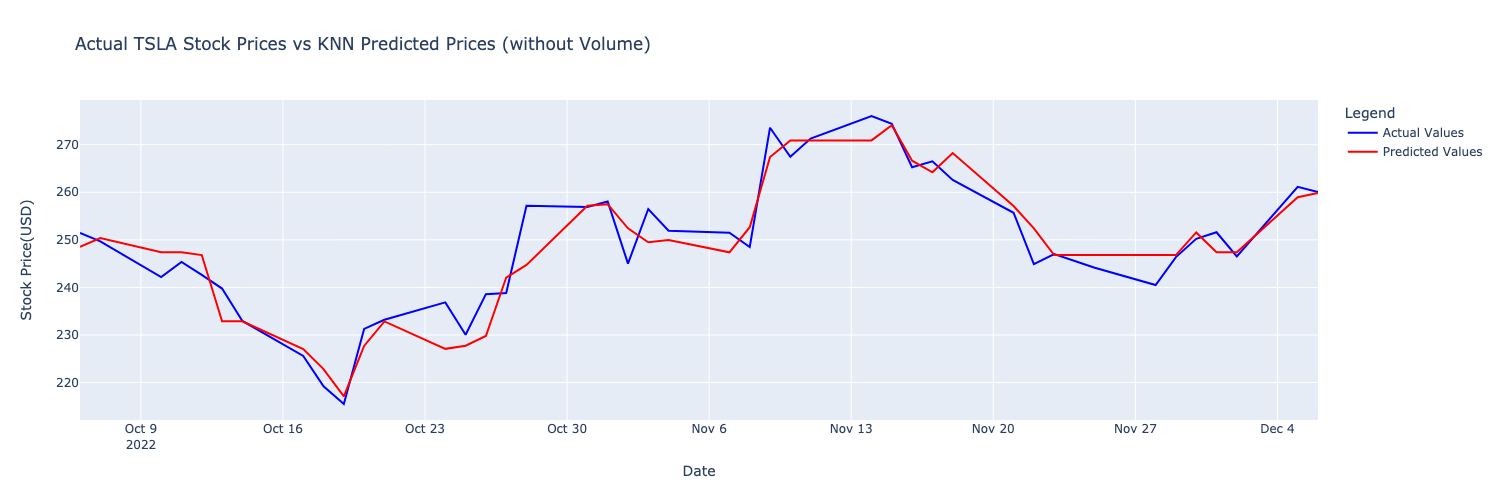 Actual TSLA Stock Prices vs KNN Predicted Prices (without Volume)
Legend
Actual Values
Predicted Values
Stock Price(USD)
270
260
250
240
230
220
Oct 9
2022
Oct 16
Oct 23
Oct 30
Nov 6
Nov 13
Nov 20
Nov 27
Dec 4
Date